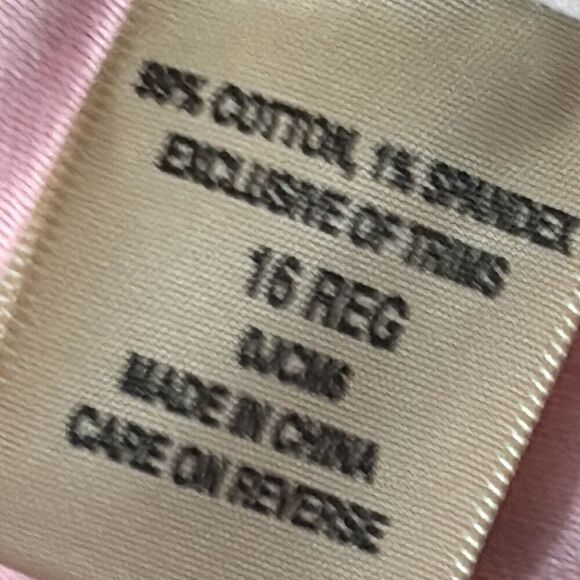 99% COTTON, 1% SPANDEX
EXCLUSIVE OF TRIMS
16 REG
MADE IN CHINA
CARE ON REVERSE